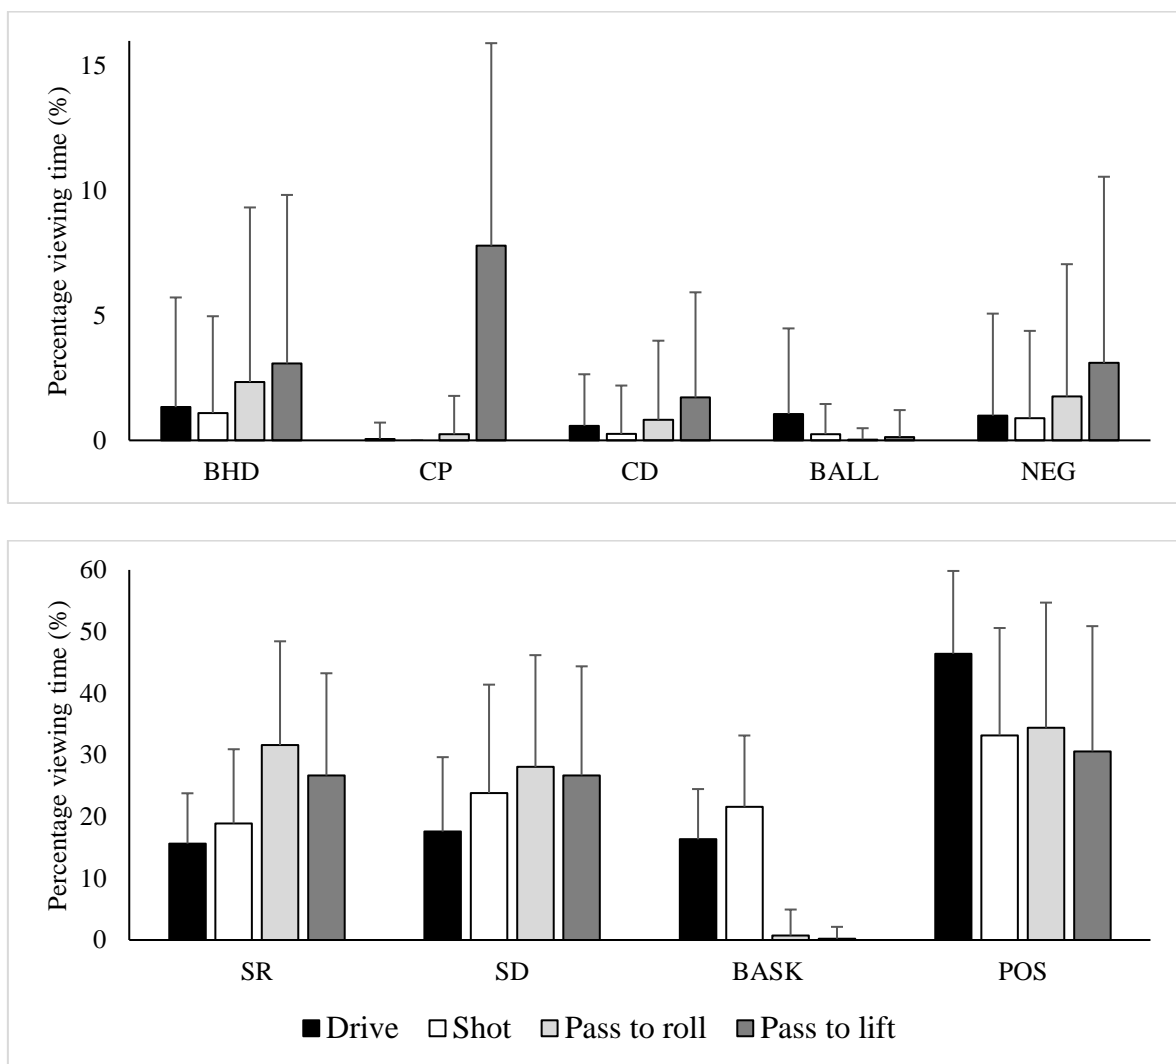 Percentage viewing time (%)
15
10
5
0
BHD CP CD BALL NEG
Percentage viewing time (%)
60
50
40
30
20
10
0
SR SD BASK POS
Drive Shot Pass to roll Pass to lift